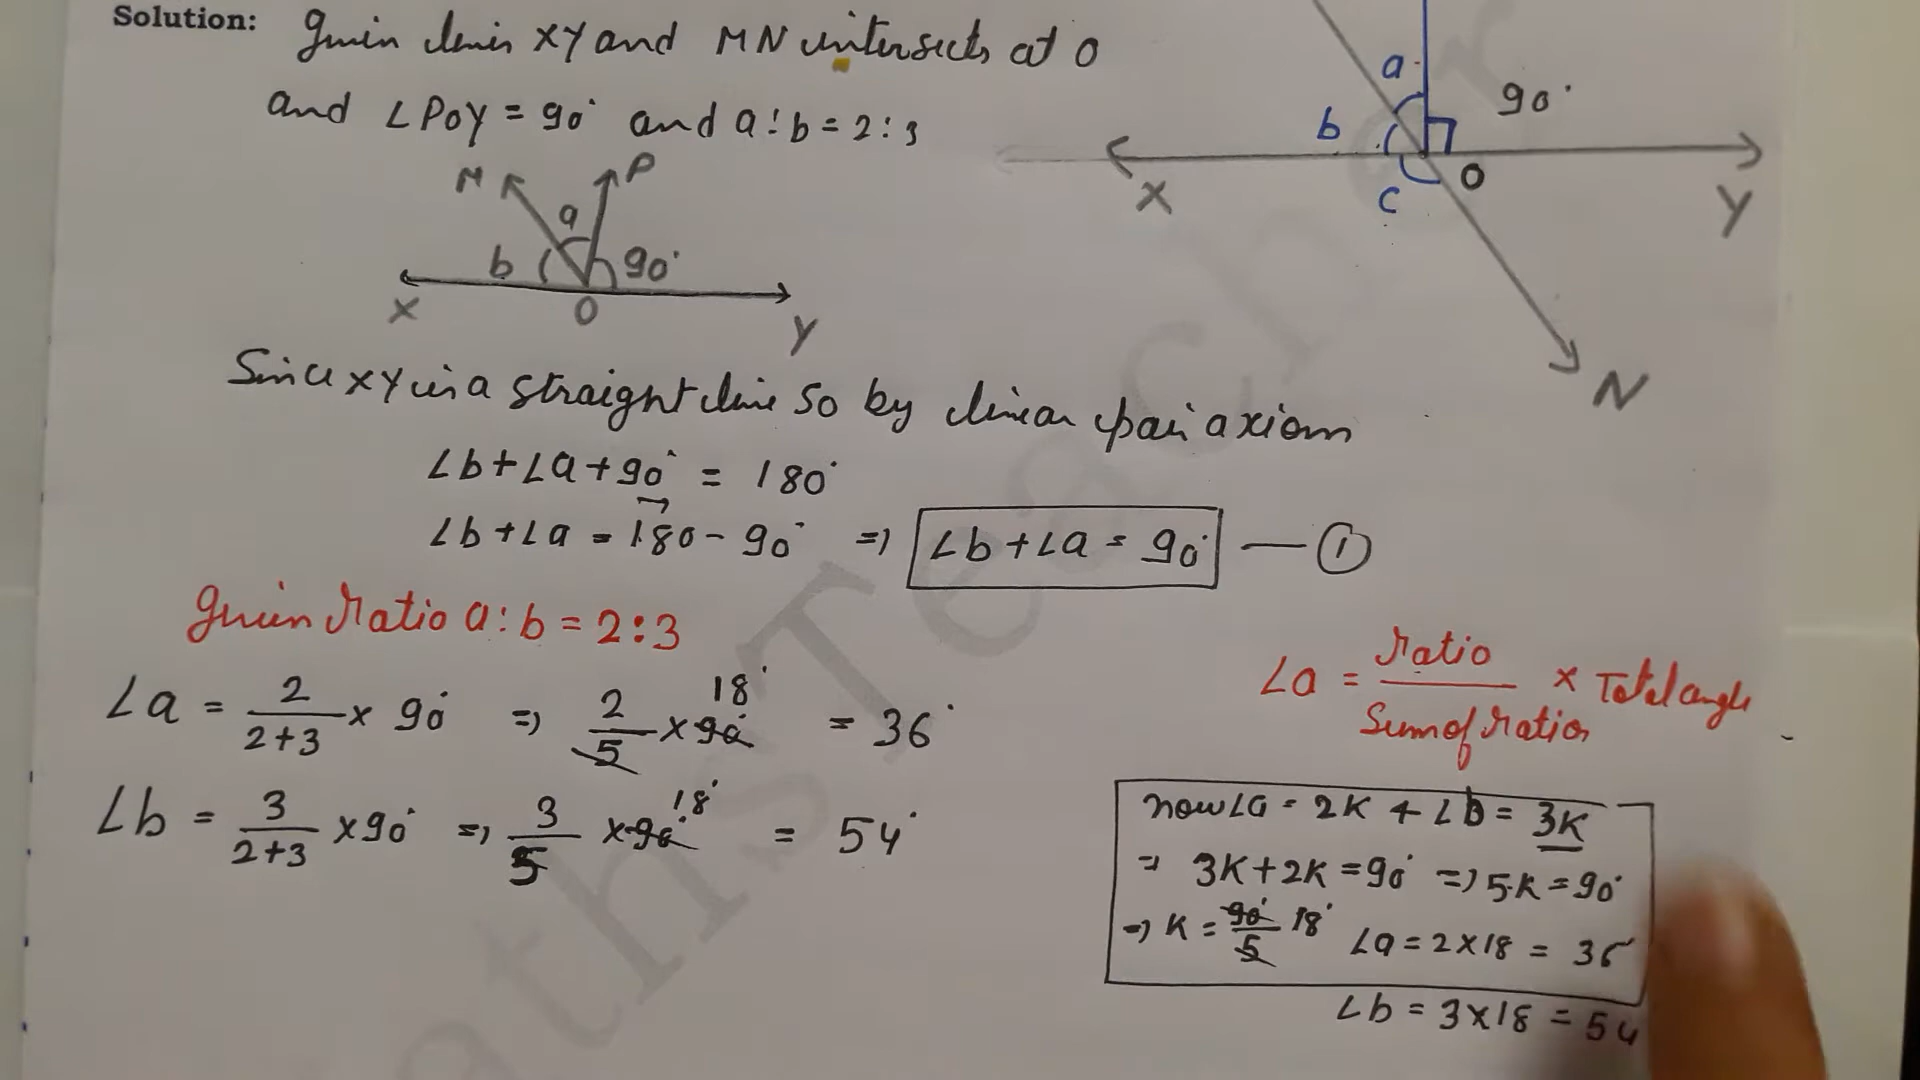 Solution: Given lines XY and MN intersects at O
and ∠POY = 90° and a:b = 2:3
a
90°
b
X
c
O
Y
N
M
P
a
b
90°
X
O
Y
Since XY is a straight line so by linear pair axiom
∠b+∠a+90° = 180°
∠b+∠a = 180 - 90° => ∠b+∠a = 90° — ①
given ratio a:b = 2:3
∠a = ratio / Sum of ration × Total angle
∠a = 2/(2+3) × 90° => 2/5 × 90° 18° = 36°
∠b = 3/(2+3) × 90° => 3/5 × 90° 18° = 54°
now ∠a = 2K & ∠b = 3K
=> 3K+2K = 90° => 5K = 90°
=> K = 90°/5 18° ∠a = 2×18 = 36
∠b = 3×18 = 54
Maths Teacher